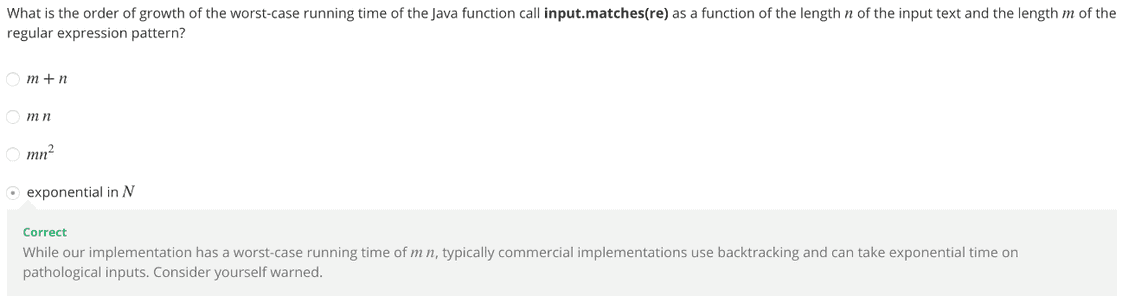 What is the order of growth of the worst-case running time of the Java function call input.matches(re) as a function of the length n of the input text and the length m of the
regular expression pattern?
m + n
m n
mn²
exponential in N
Correct
While our implementation has a worst-case running time of m n, typically commercial implementations use backtracking and can take exponential time on
pathological inputs. Consider yourself warned.